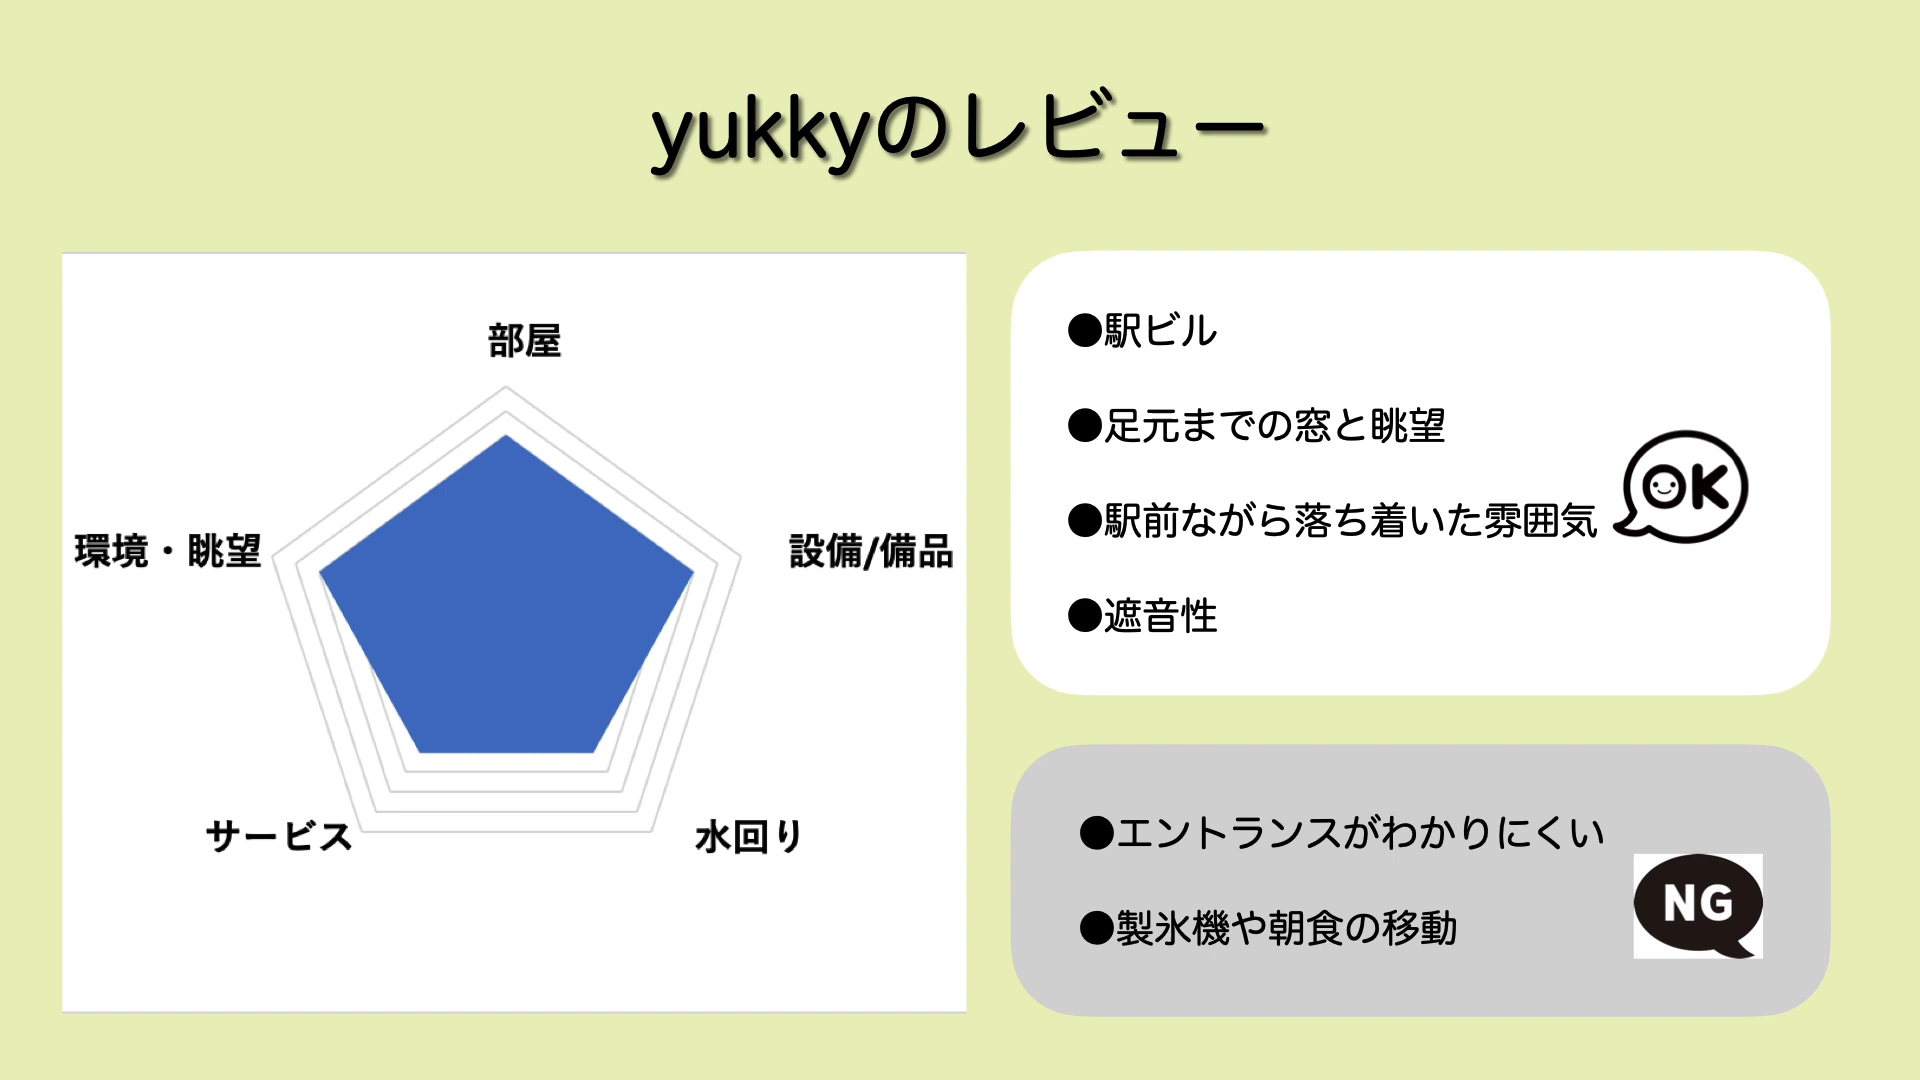 yukkyのレビュー
部屋
環境・眺望
設備/備品
サービス
水回り
●駅ビル
●足元までの窓と眺望
●駅前ながら落ち着いた雰囲気
OK
●遮音性
●エントランスがわかりにくい
●製氷機や朝食の移動
NG